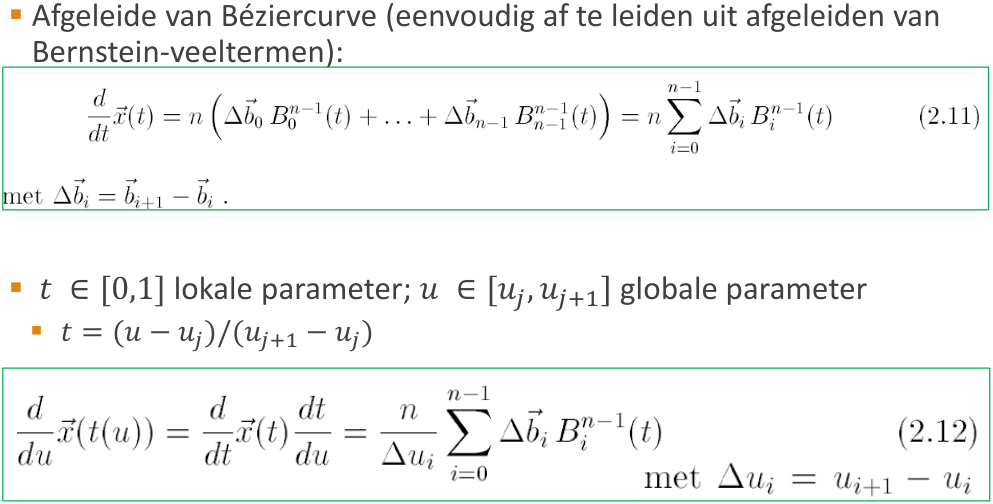 ▪ Afgeleide van Béziercurve (eenvoudig af te leiden uit afgeleiden van
Bernstein-veeltermen):
$\frac{d}{dt}\vec{x}(t) = n\left(\Delta\vec{b}_0\, B_0^{n-1}(t) + \ldots + \Delta\vec{b}_{n-1}\, B_{n-1}^{n-1}(t)\right) = n\sum_{i=0}^{n-1}\Delta\vec{b}_i\, B_i^{n-1}(t)$ (2.11)
met $\Delta\vec{b}_i = \vec{b}_{i+1} - \vec{b}_i$ .
▪ $t \in [0,1]$ lokale parameter; $u \in [u_j, u_{j+1}]$ globale parameter
▪ $t = (u - u_j)/(u_{j+1} - u_j)$
$\frac{d}{du}\vec{x}(t(u)) = \frac{d}{dt}\vec{x}(t)\frac{dt}{du} = \frac{n}{\Delta u_i}\sum_{i=0}^{n-1}\Delta\vec{b}_i\, B_i^{n-1}(t)$ (2.12)
met $\Delta u_i = u_{i+1} - u_i$